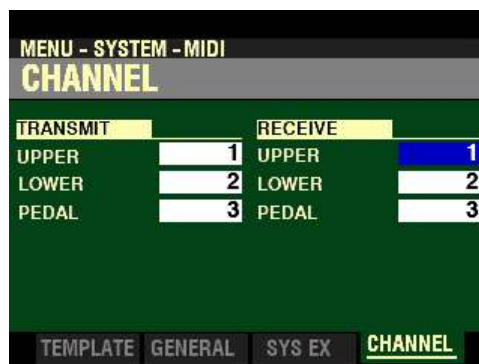 MENU - SYSTEM - MIDI
CHANNEL
TRANSMIT RECEIVE
UPPER 1 UPPER 1
LOWER 2 LOWER 2
PEDAL 3 PEDAL 3
TEMPLATE GENERAL SYS EX CHANNEL